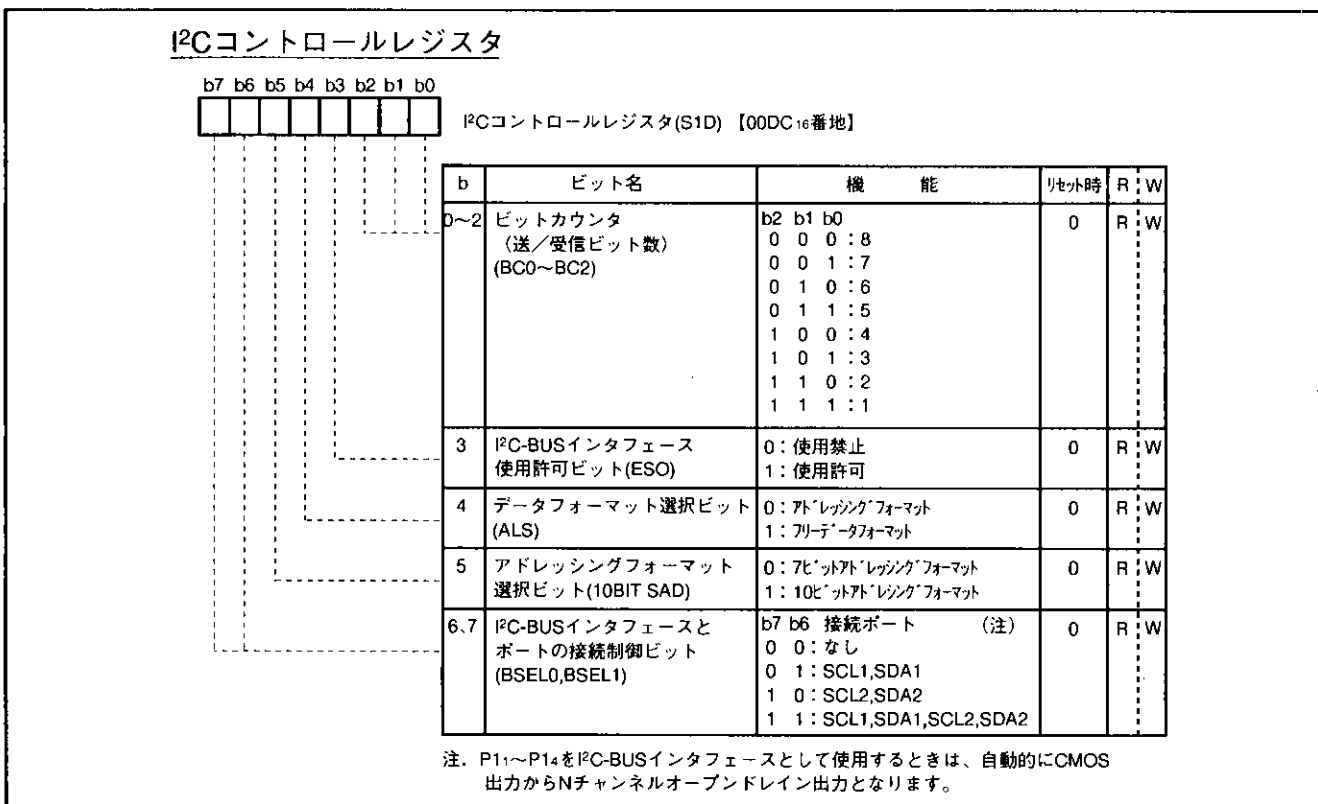 I²Cコントロールレジスタ
b7 b6 b5 b4 b3 b2 b1 b0
I²Cコントロールレジスタ(S1D) 【00DC16番地】
b ビット名 機 能 リセット時 R W
0～2 ビットカウンタ b2 b1 b0 0 R W
（送／受信ビット数） 0 0 0：8
(BC0～BC2) 0 0 1：7
0 1 0：6
0 1 1：5
1 0 0：4
1 0 1：3
1 1 0：2
1 1 1：1
3 I²C-BUSインタフェース 0：使用禁止 0 R W
使用許可ビット(ESO) 1：使用許可
4 データフォーマット選択ビット 0：ｱﾄﾞﾚｯｼﾝｸﾞﾌｫｰﾏｯﾄ 0 R W
(ALS) 1：ﾌﾘｰﾃﾞｰﾀﾌｫｰﾏｯﾄ
5 アドレッシングフォーマット 0：7ﾋﾞｯﾄｱﾄﾞﾚｯｼﾝｸﾞﾌｫｰﾏｯﾄ 0 R W
選択ビット(10BIT SAD) 1：10ﾋﾞｯﾄｱﾄﾞﾚｼﾝｸﾞﾌｫｰﾏｯﾄ
6、7 I²C-BUSインタフェースと b7 b6 接続ポート （注） 0 R W
ポートの接続制御ビット 0 0：なし
(BSEL0,BSEL1) 0 1：SCL1,SDA1
1 0：SCL2,SDA2
1 1：SCL1,SDA1,SCL2,SDA2
注．P11～P14をI²C-BUSインタフェースとして使用するときは、自動的にCMOS
出力からNチャンネルオープンドレイン出力となります。